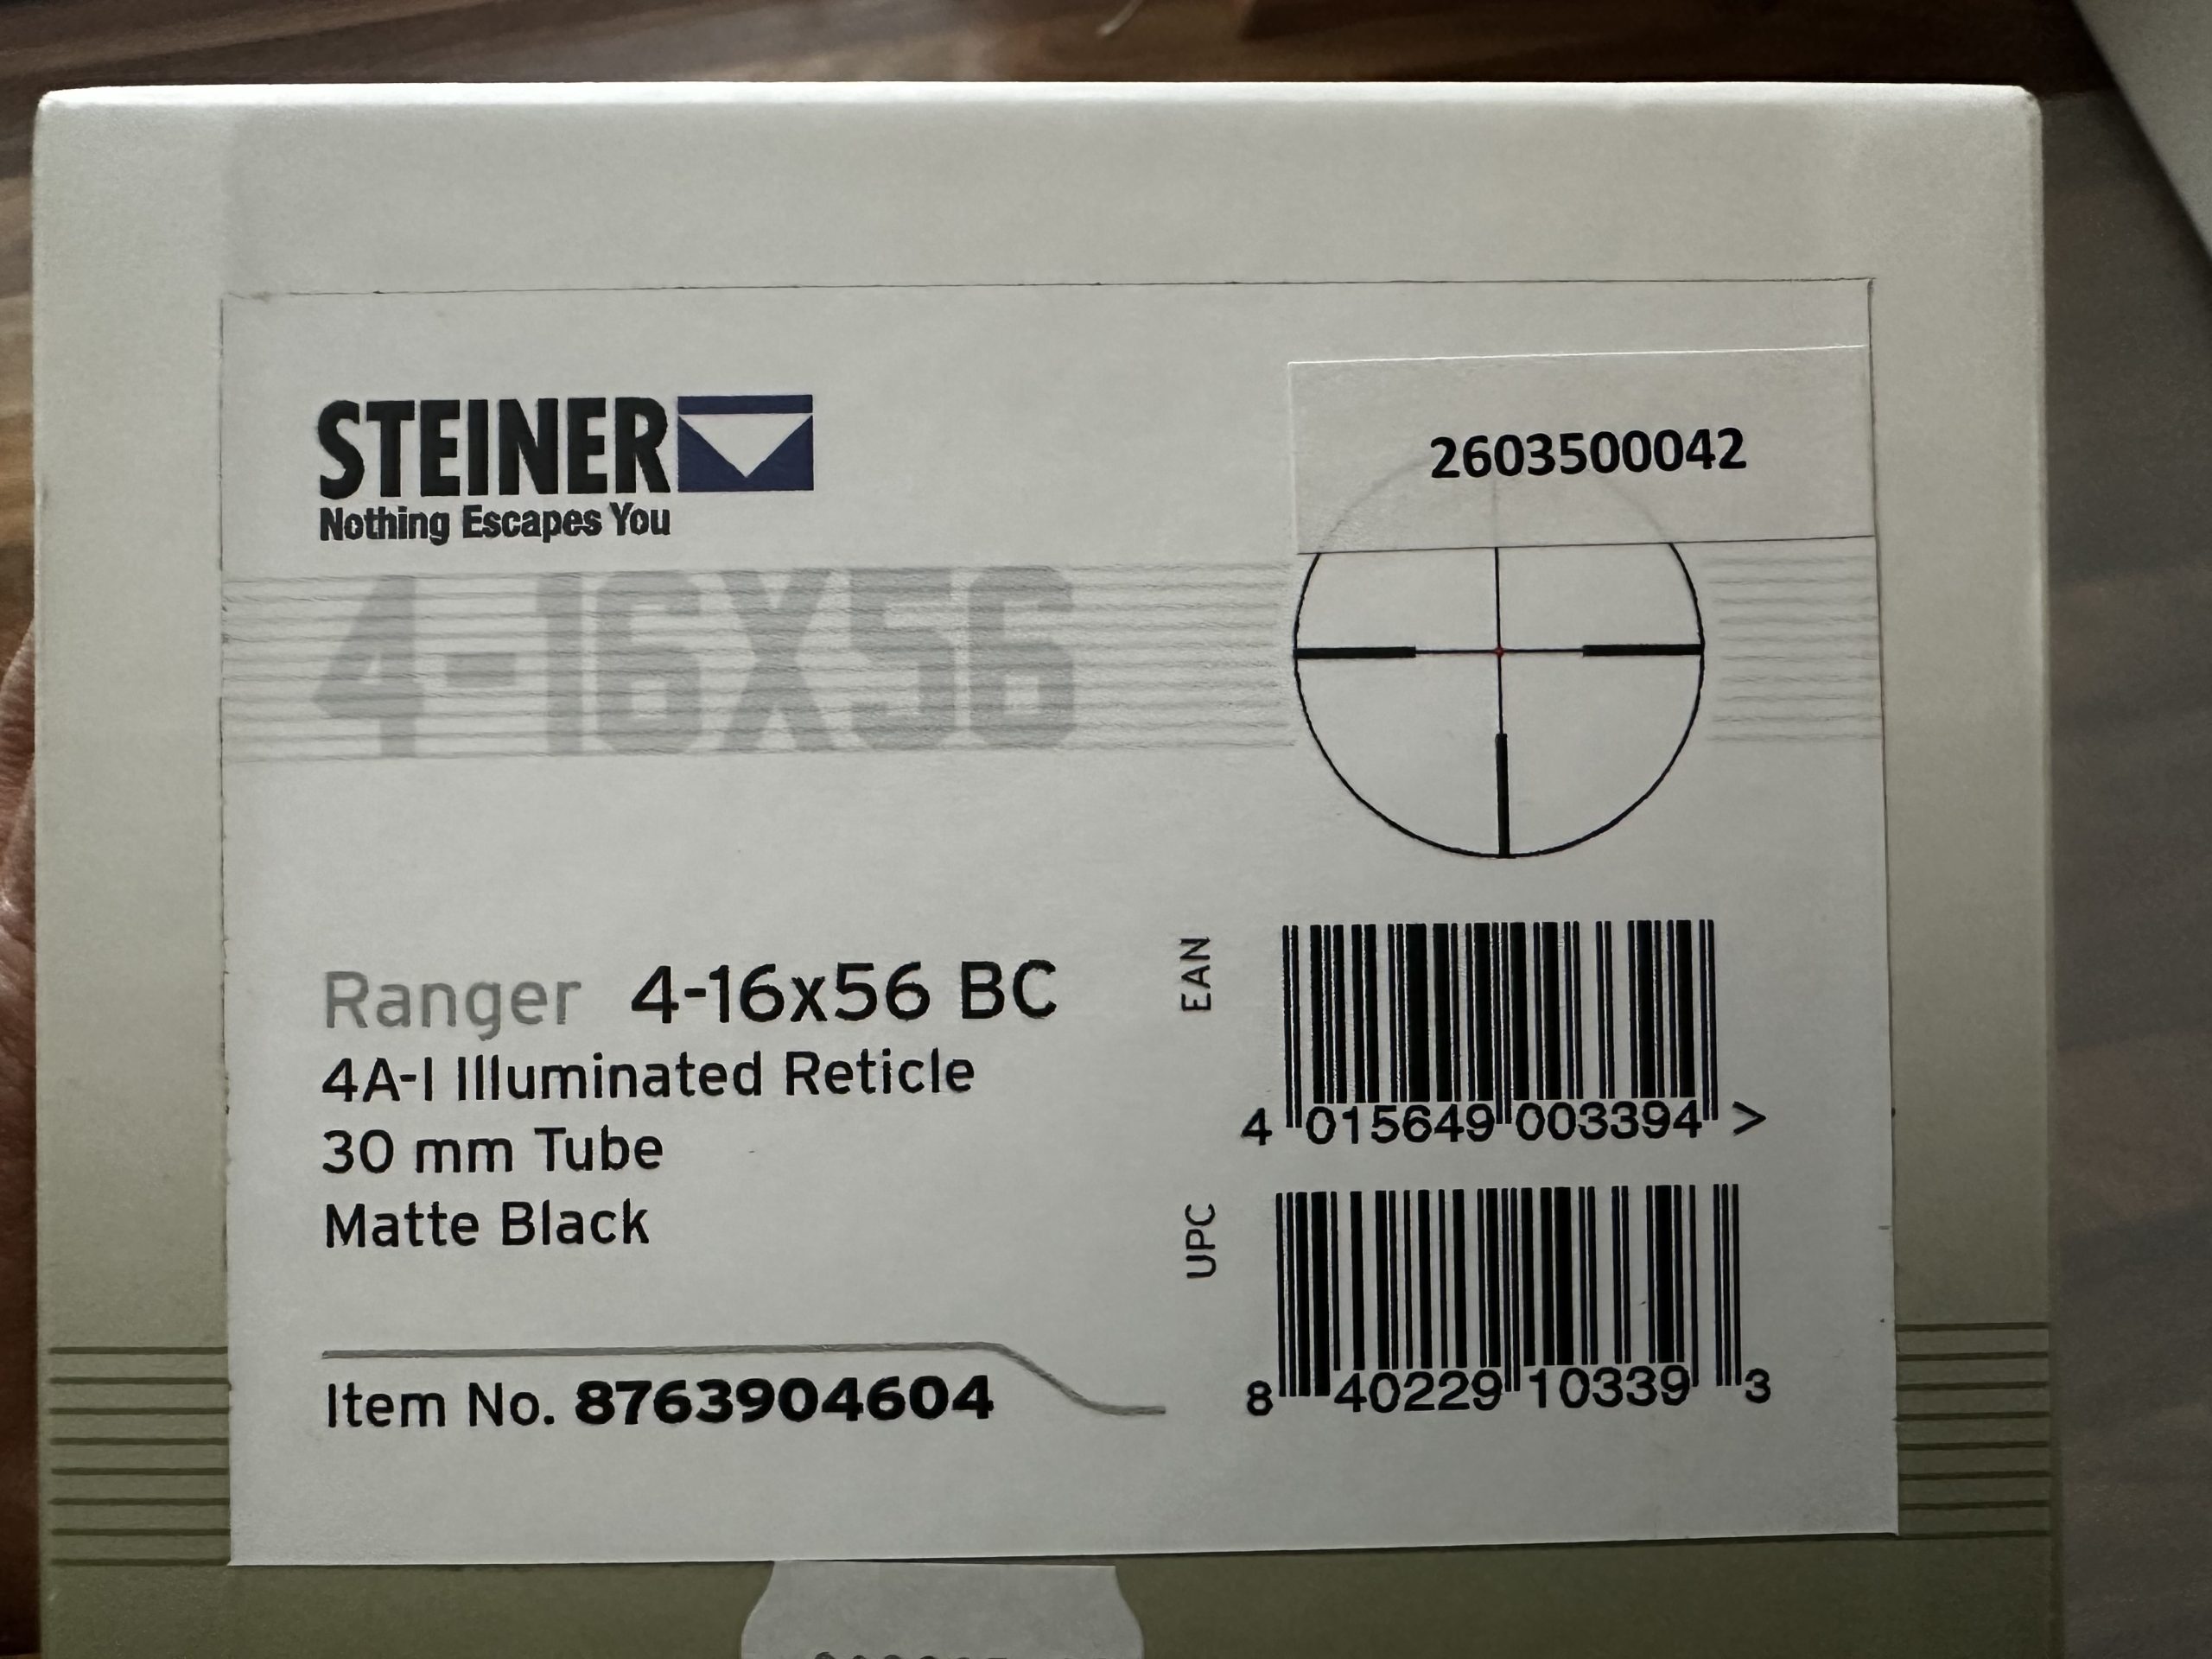 STEINER
Nothing Escapes You
2603500042
4-16X56
Ranger 4-16x56 BC
4A-I Illuminated Reticle
30 mm Tube
Matte Black
Item No. 8763904604
EAN
4 015649 003394 >
UPC
8 40229 10339 3